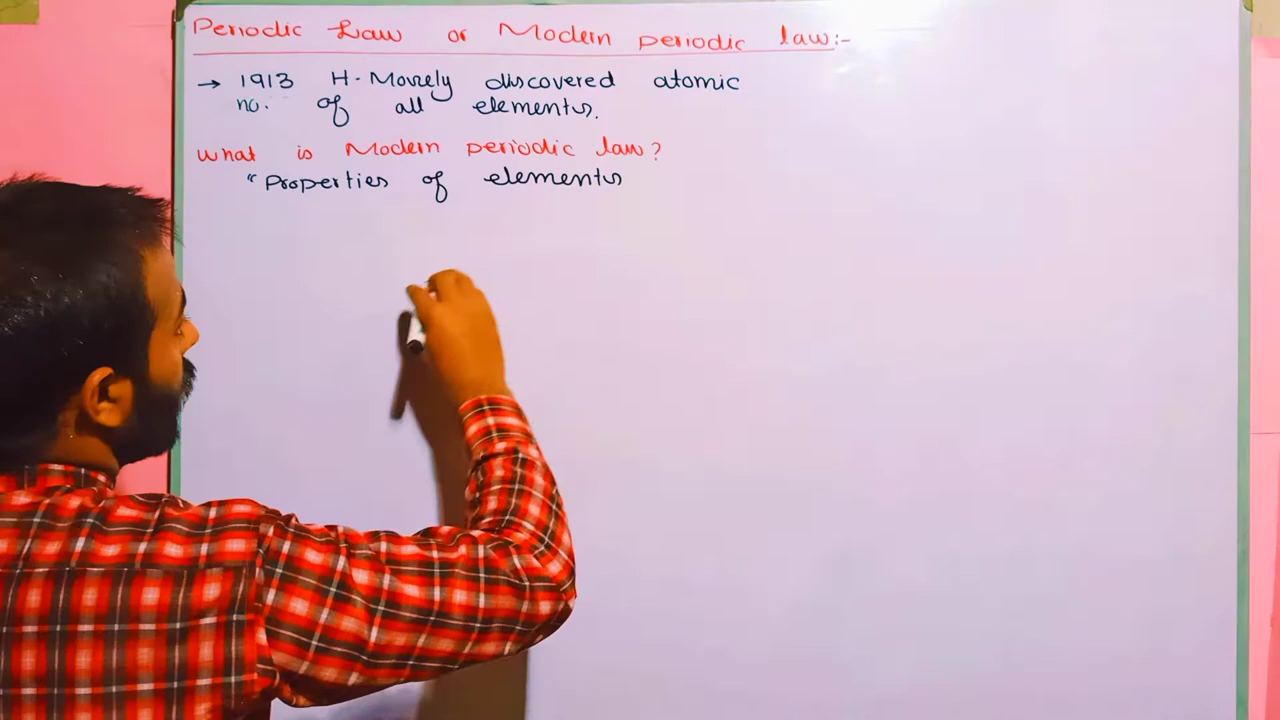 Periodic Law or Modern periodic law:-
→ 1913 H-Mosely discovered atomic
no. of all elements.
What is Modern periodic law?
"Properties of elements